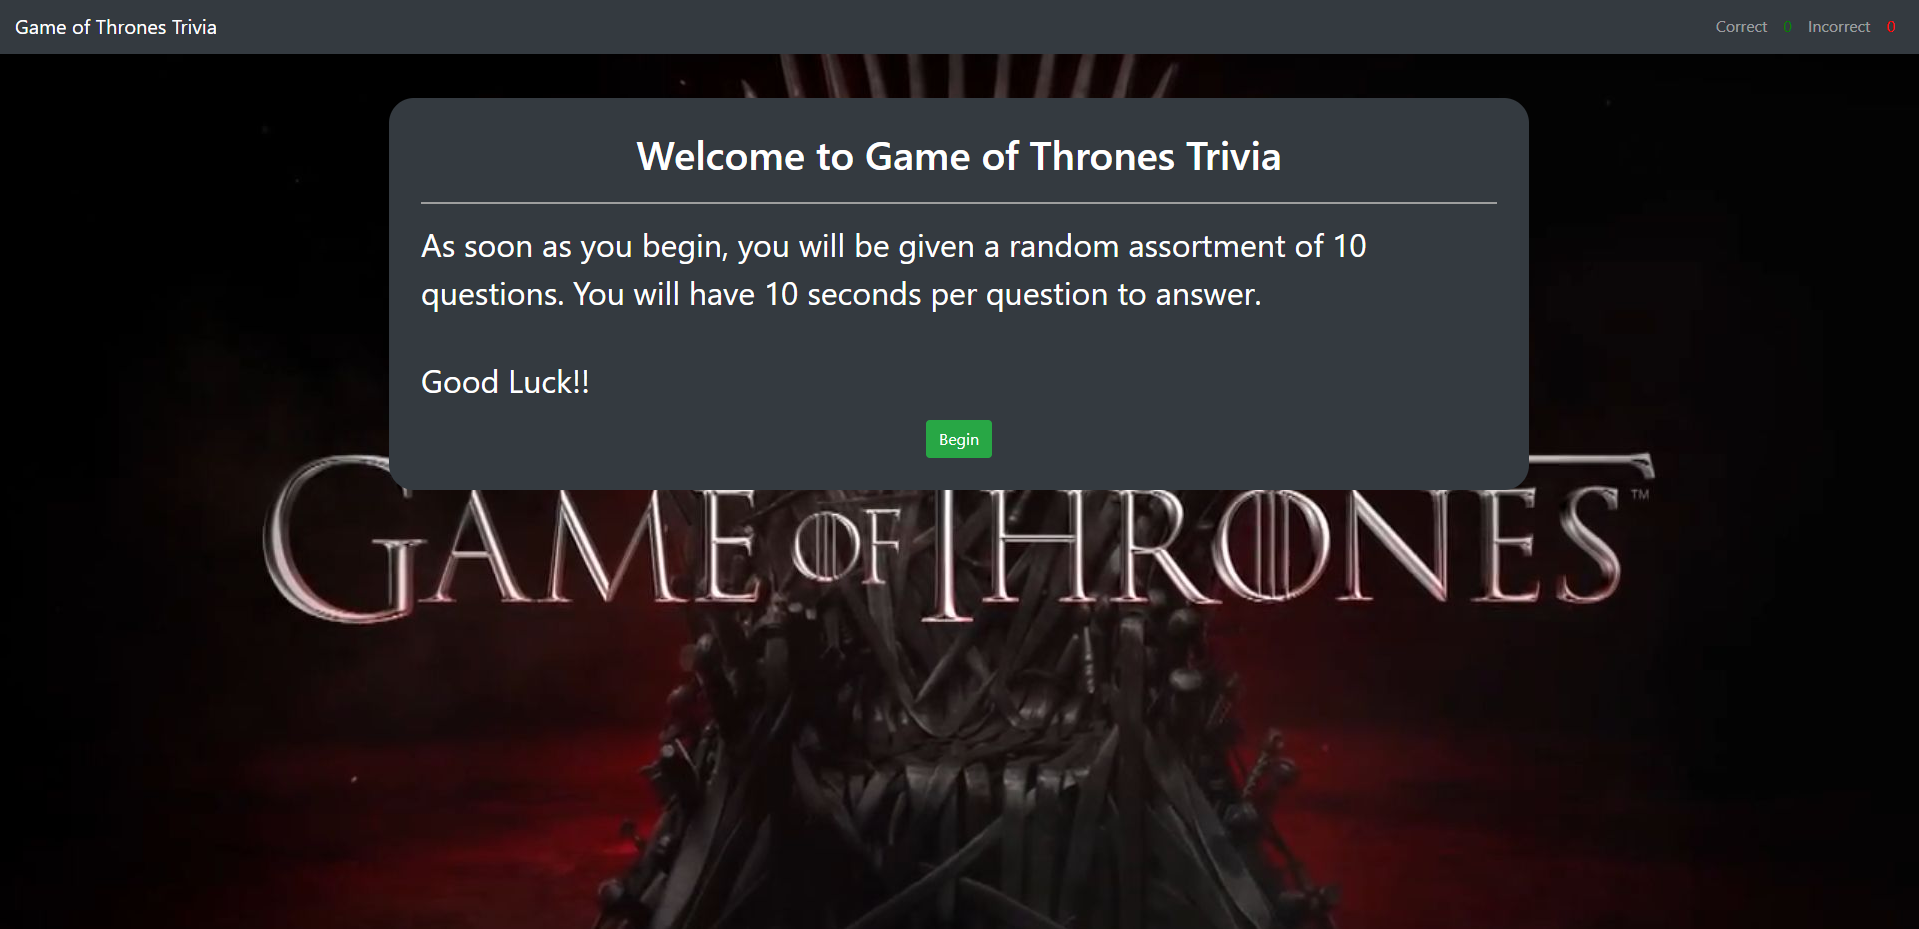 Game of Thrones Trivia
Correct 0 Incorrect 0
Welcome to Game of Thrones Trivia
As soon as you begin, you will be given a random assortment of 10
questions. You will have 10 seconds per question to answer.
Good Luck!!
Begin
GAME OF THRONES™